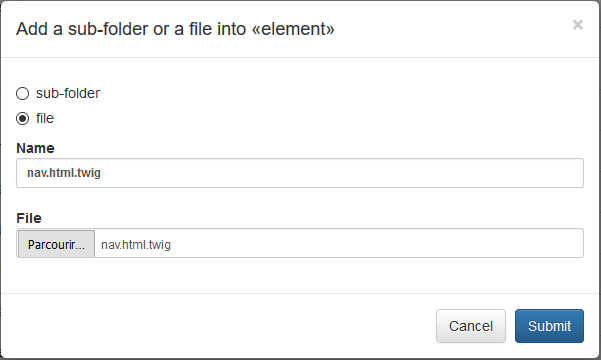 Add a sub-folder or a file into «element»
×
sub-folder
file
Name
nav.html.twig
File
Parcourir... nav.html.twig
Cancel Submit